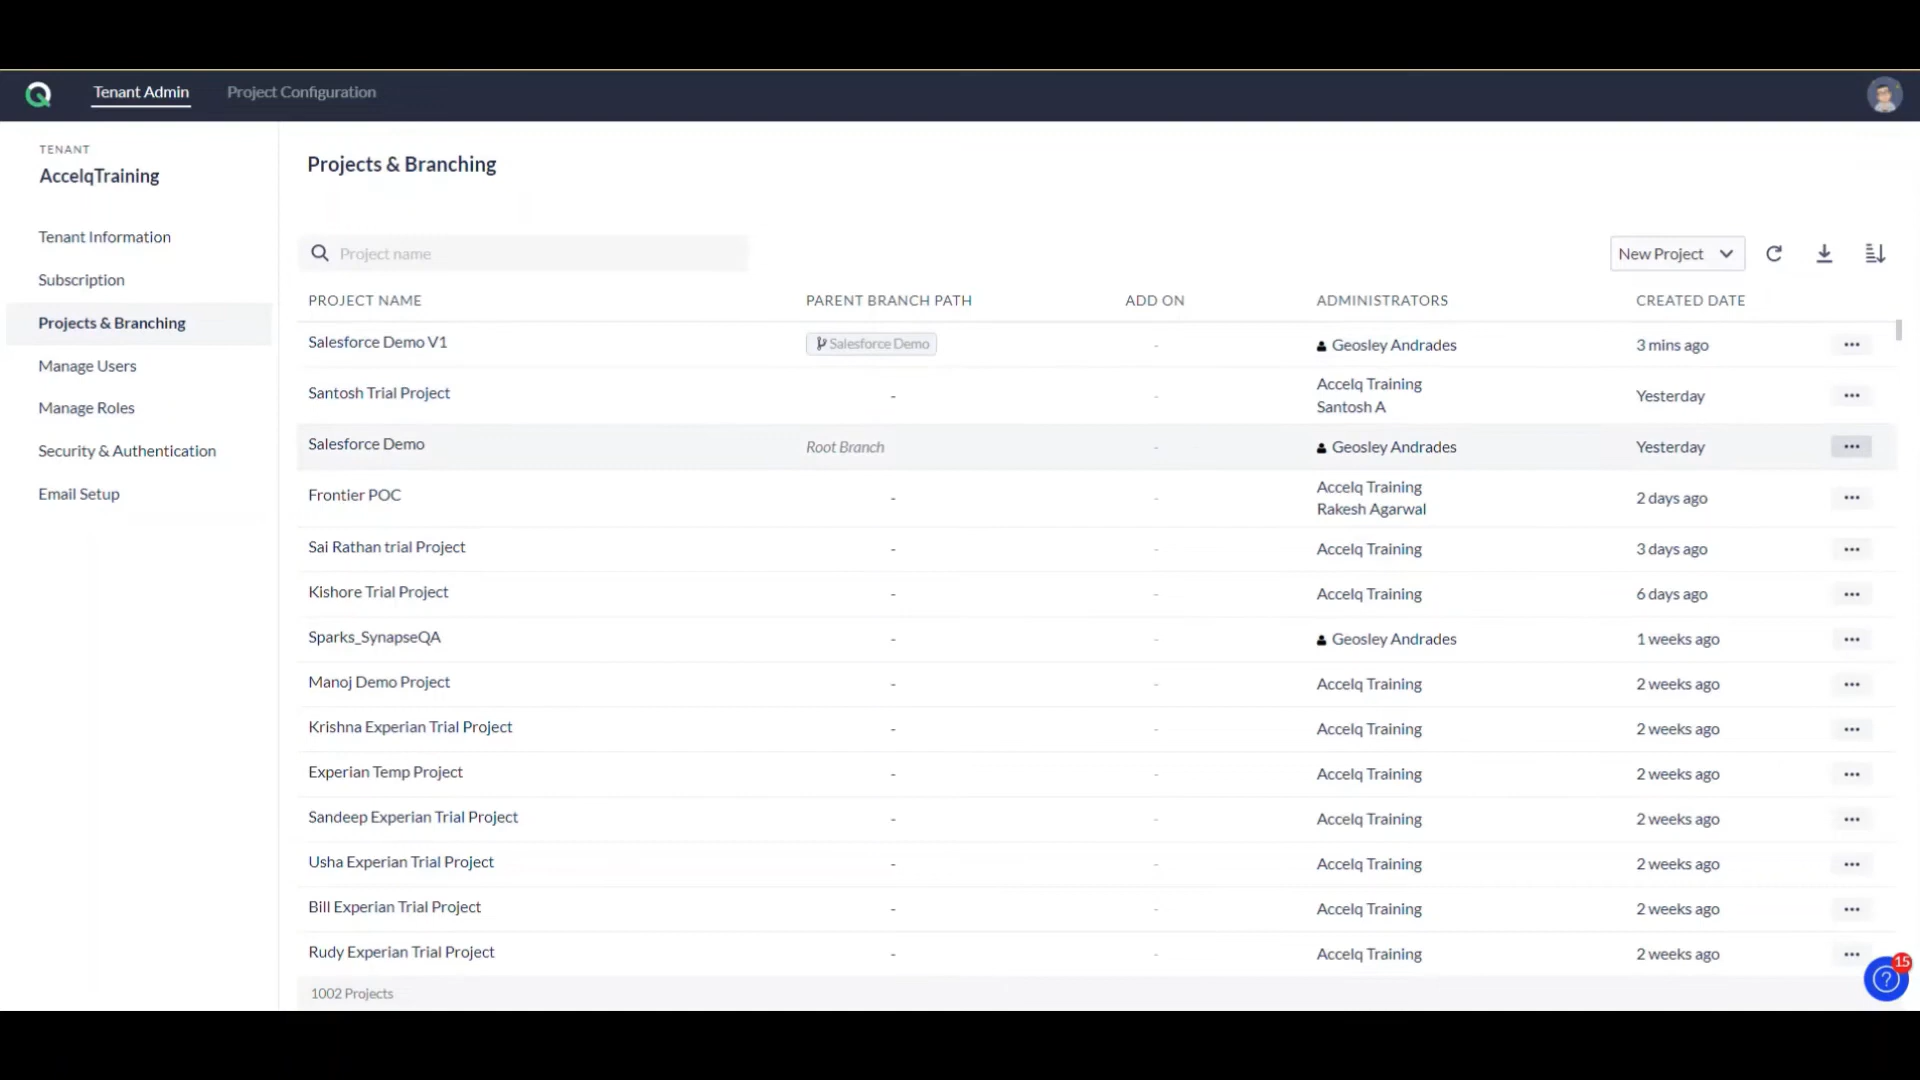 Tenant Admin
Project Configuration
TENANT
AccelqTraining
Tenant Information
Subscription
Projects & Branching
Manage Users
Manage Roles
Security & Authentication
Email Setup
Projects & Branching
Project name
New Project
PROJECT NAME PARENT BRANCH PATH ADD ON ADMINISTRATORS CREATED DATE
Salesforce Demo V1 Salesforce Demo - Geosley Andrades 3 mins ago ...
Santosh Trial Project - - Accelq Training Yesterday ...
Santosh A
Salesforce Demo Root Branch - Geosley Andrades Yesterday ...
Frontier POC - - Accelq Training 2 days ago ...
Rakesh Agarwal
Sai Rathan trial Project - - Accelq Training 3 days ago ...
Kishore Trial Project - - Accelq Training 6 days ago ...
Sparks_SynapseQA - - Geosley Andrades 1 weeks ago ...
Manoj Demo Project - - Accelq Training 2 weeks ago ...
Krishna Experian Trial Project - - Accelq Training 2 weeks ago ...
Experian Temp Project - - Accelq Training 2 weeks ago ...
Sandeep Experian Trial Project - - Accelq Training 2 weeks ago ...
Usha Experian Trial Project - - Accelq Training 2 weeks ago ...
Bill Experian Trial Project - - Accelq Training 2 weeks ago ...
Rudy Experian Trial Project - - Accelq Training 2 weeks ago ...
1002 Projects
?
15